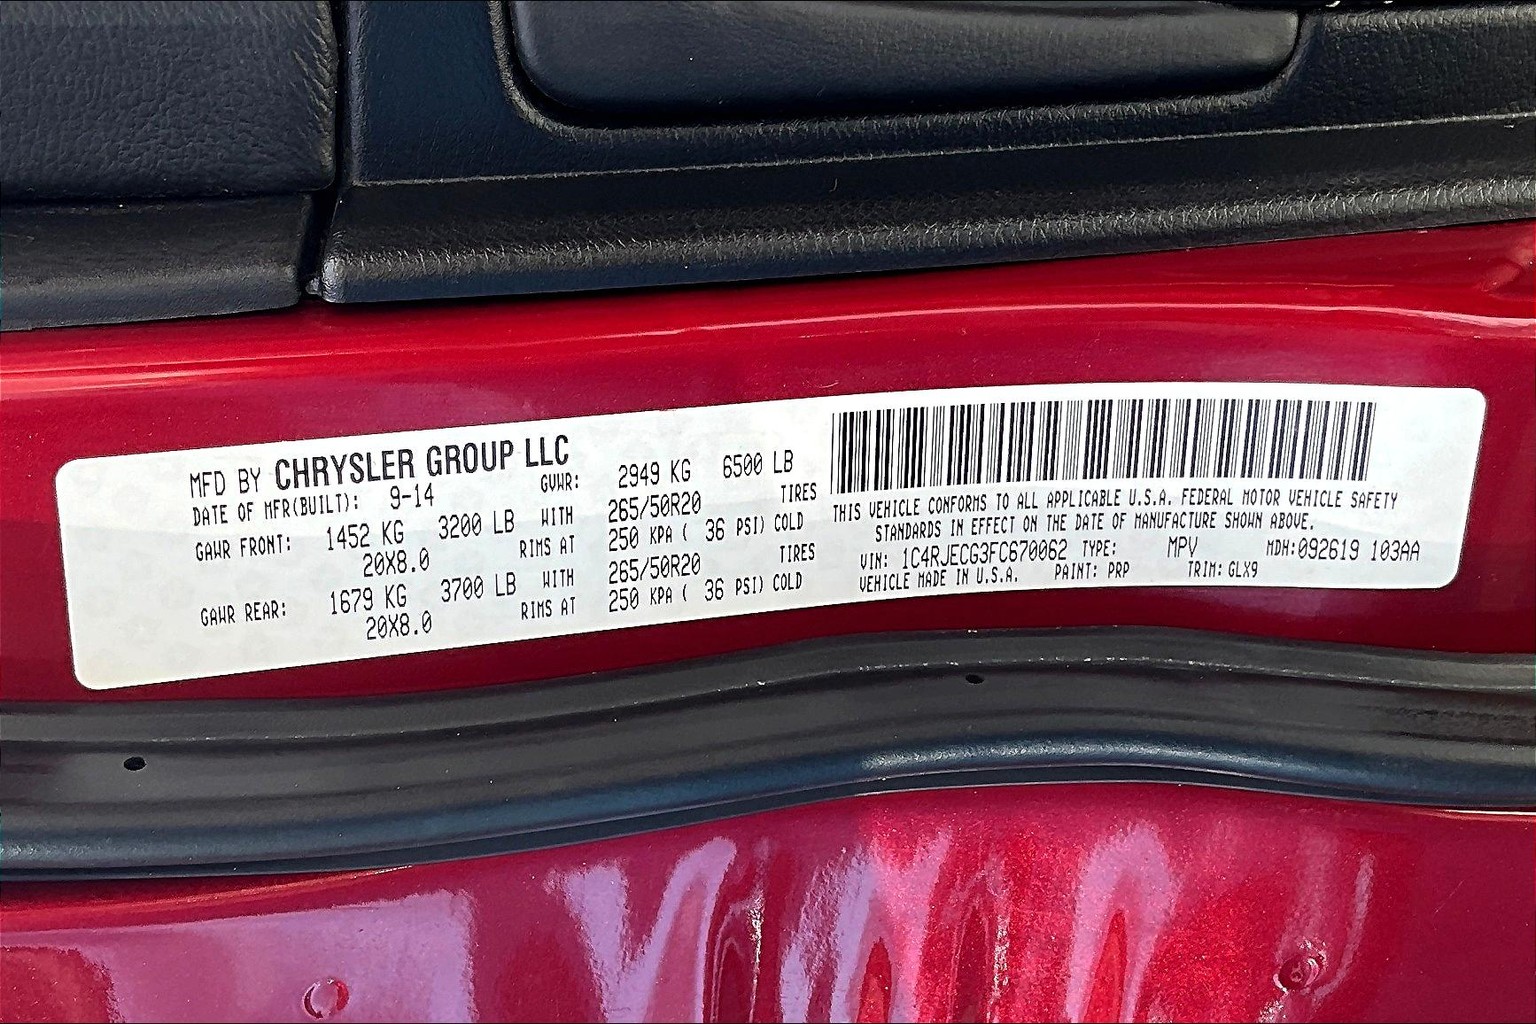 MFD BY CHRYSLER GROUP LLC
DATE OF MFR(BUILT): 9-14 GVWR: 2949 KG 6500 LB
GAWR FRONT: 1452 KG 3200 LB WITH 265/50R20 TIRES
20X8.0 RIMS AT 250 KPA ( 36 PSI) COLD
GAWR REAR: 1679 KG 3700 LB WITH 265/50R20 TIRES
20X8.0 RIMS AT 250 KPA ( 36 PSI) COLD
THIS VEHICLE CONFORMS TO ALL APPLICABLE U.S.A. FEDERAL MOTOR VEHICLE SAFETY
STANDARDS IN EFFECT ON THE DATE OF MANUFACTURE SHOWN ABOVE.
VIN: 1C4RJECG3FC670062 TYPE: MPV MDH:092619 103AA
VEHICLE MADE IN U.S.A. PAINT: PRP TRIM: GLX9